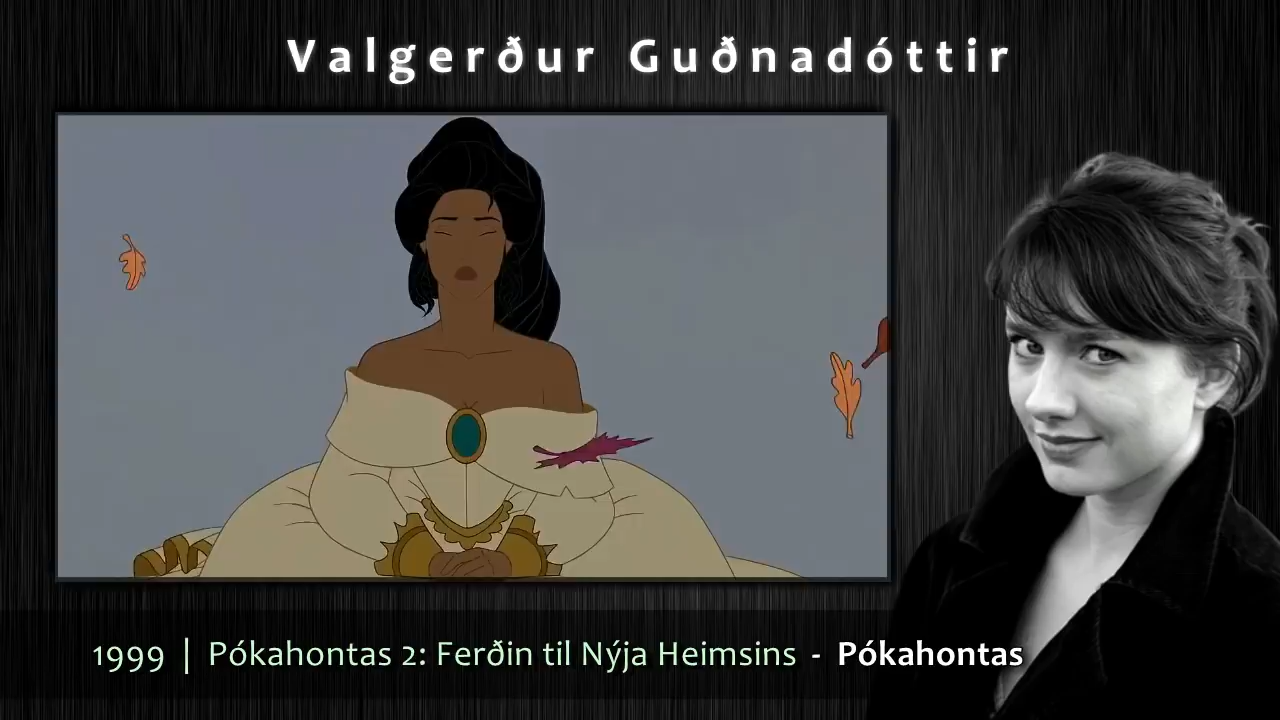 Valgerður Guðnadóttir
1999 | Pókahontas 2: Ferðin til Nýja Heimsins - Pókahontas